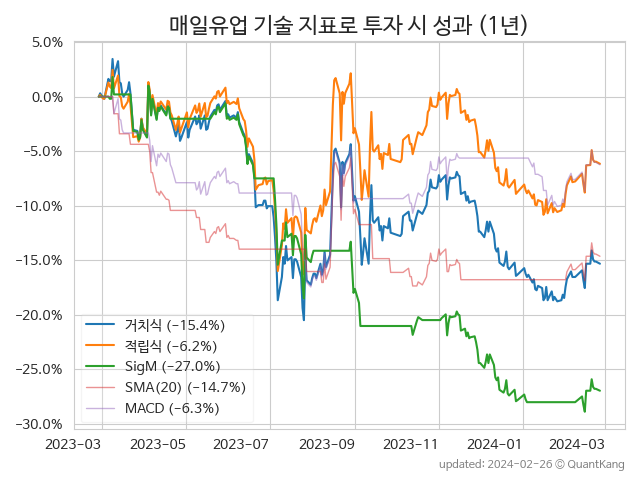 매일유업 기술 지표로 투자 시 성과 (1년)
5.0%
0.0%
−5.0%
−10.0%
−15.0%
−20.0%
−25.0%
−30.0%
거치식 (−15.4%)
적립식 (−6.2%)
SigM (−27.0%)
SMA(20) (−14.7%)
MACD (−6.3%)
2023−03 2023−05 2023−07 2023−09 2023−11 2024−01 2024−03
updated: 2024−02−26 © QuantKang